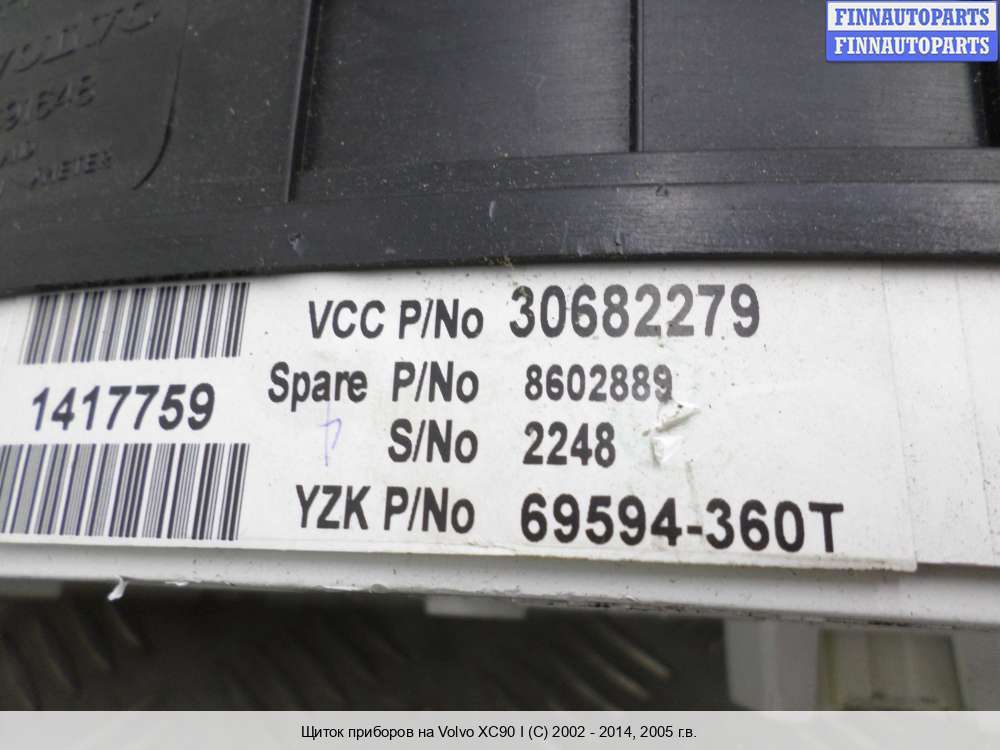 FINNAUTOPARTS
FINNAUTOPARTS
VOLVO
VCC P/No 30682279
Spare P/No 8602889
1417759
S/No 2248
YZK P/No 69594-360T
Щиток приборов на Volvo XC90 I (C) 2002 - 2014, 2005 г.в.